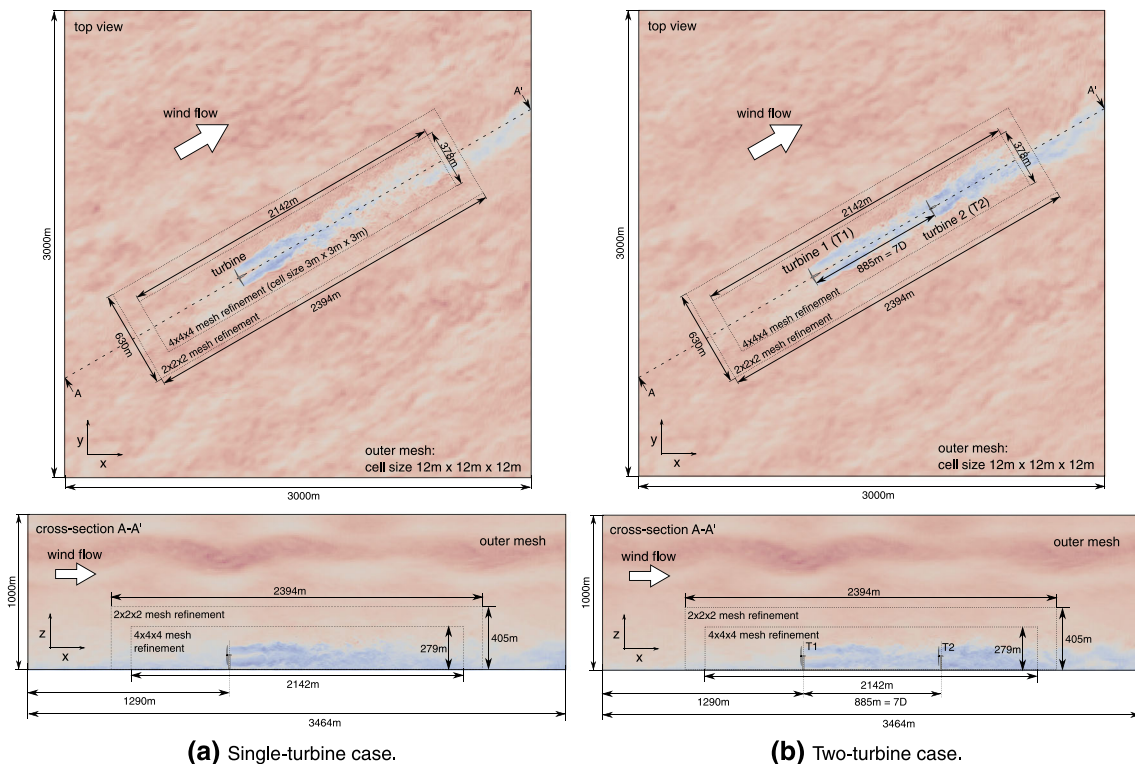 top view
A'
wind flow
378m
2142m
turbine
3000m
4x4x4 mesh refinement (cell size 3m x 3m x 3m)
2394m
630m
2x2x2 mesh refinement
A
y
x
outer mesh:
cell size 12m x 12m x 12m
3000m
cross-section A-A'
outer mesh
wind flow
1000m
2394m
2x2x2 mesh refinement
z
x
4x4x4 mesh
refinement
279m
405m
2142m
1290m
3464m
(a) Single-turbine case.
top view
A'
wind flow
378m
2142m
turbine 1 (T1)
turbine 2 (T2)
885m = 7D
3000m
4x4x4 mesh refinement
2394m
630m
2x2x2 mesh refinement
A
y
x
outer mesh:
cell size 12m x 12m x 12m
3000m
cross-section A-A'
outer mesh
wind flow
1000m
2394m
2x2x2 mesh refinement
z
x
4x4x4 mesh refinement
T1
T2
279m
405m
2142m
1290m
885m = 7D
3464m
(b) Two-turbine case.